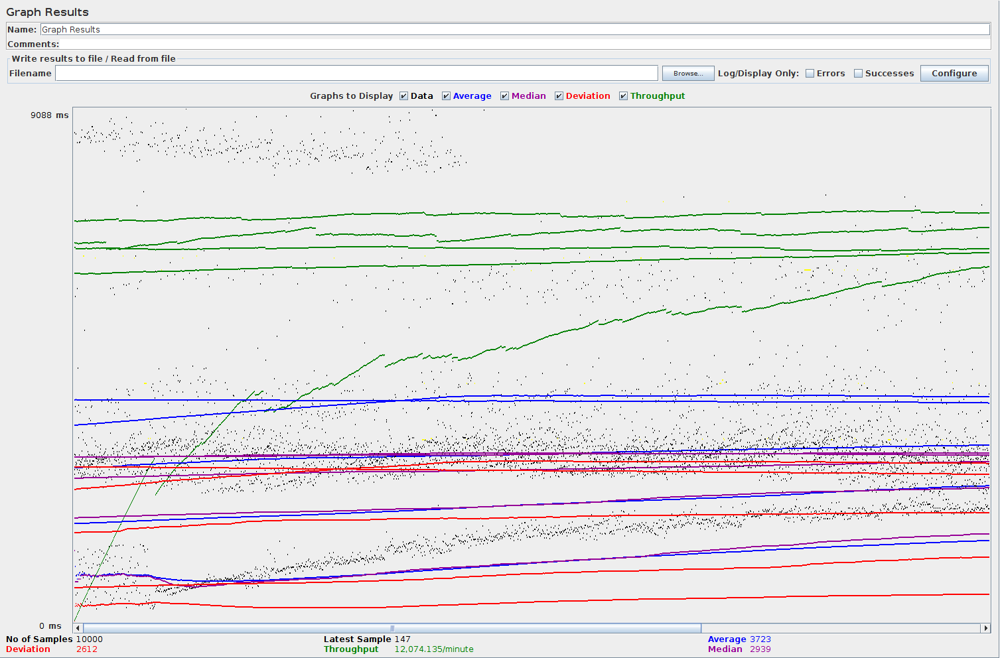 Graph Results
Name: Graph Results
Comments:
Write results to file / Read from file
Filename Browse... Log/Display Only: Errors Successes Configure
Graphs to Display Data Average Median Deviation Throughput
9088 ms
0 ms
No of Samples 10000 Latest Sample 147 Average 3723
Deviation 2612 Throughput 12,074.135/minute Median 2939